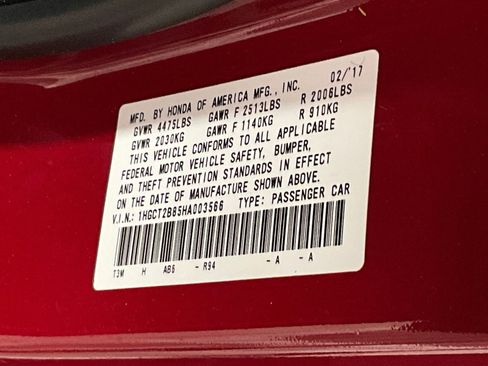 MFD. BY HONDA OF AMERICA MFG., INC. 02/'17
GVWR 4475LBS GAWR F 2513LBS R 2006LBS
GVWR 2030KG GAWR F 1140KG R 910KG
THIS VEHICLE CONFORMS TO ALL APPLICABLE
FEDERAL MOTOR VEHICLE SAFETY, BUMPER,
AND THEFT PREVENTION STANDARDS IN EFFECT
ON THE DATE OF MANUFACTURE SHOWN ABOVE.
V.I.N.: 1HGCT2B85HA003566 TYPE: PASSENGER CAR
T3M H AB6 - R94 - A - A